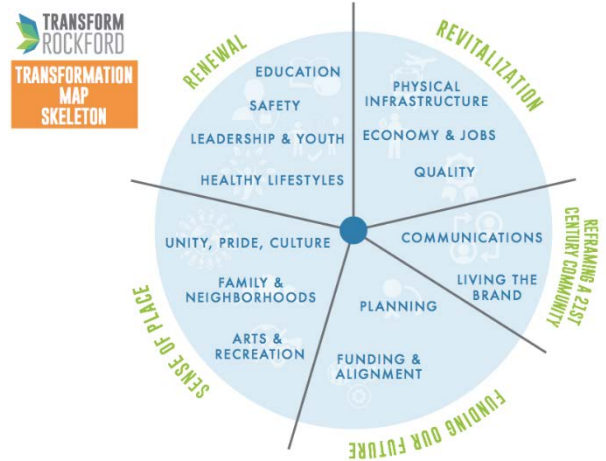 TRANSFORM
ROCKFORD
TRANSFORMATION
MAP
SKELETON
RENEWAL
EDUCATION
SAFETY
LEADERSHIP & YOUTH
HEALTHY LIFESTYLES
REVITALIZATION
PHYSICAL
INFRASTRUCTURE
ECONOMY & JOBS
QUALITY
REFRAMING A 21ST
CENTURY COMMUNITY
COMMUNICATIONS
LIVING THE
BRAND
FUNDING OUR FUTURE
PLANNING
FUNDING &
ALIGNMENT
SENSE OF PLACE
UNITY, PRIDE, CULTURE
FAMILY &
NEIGHBORHOODS
ARTS &
RECREATION